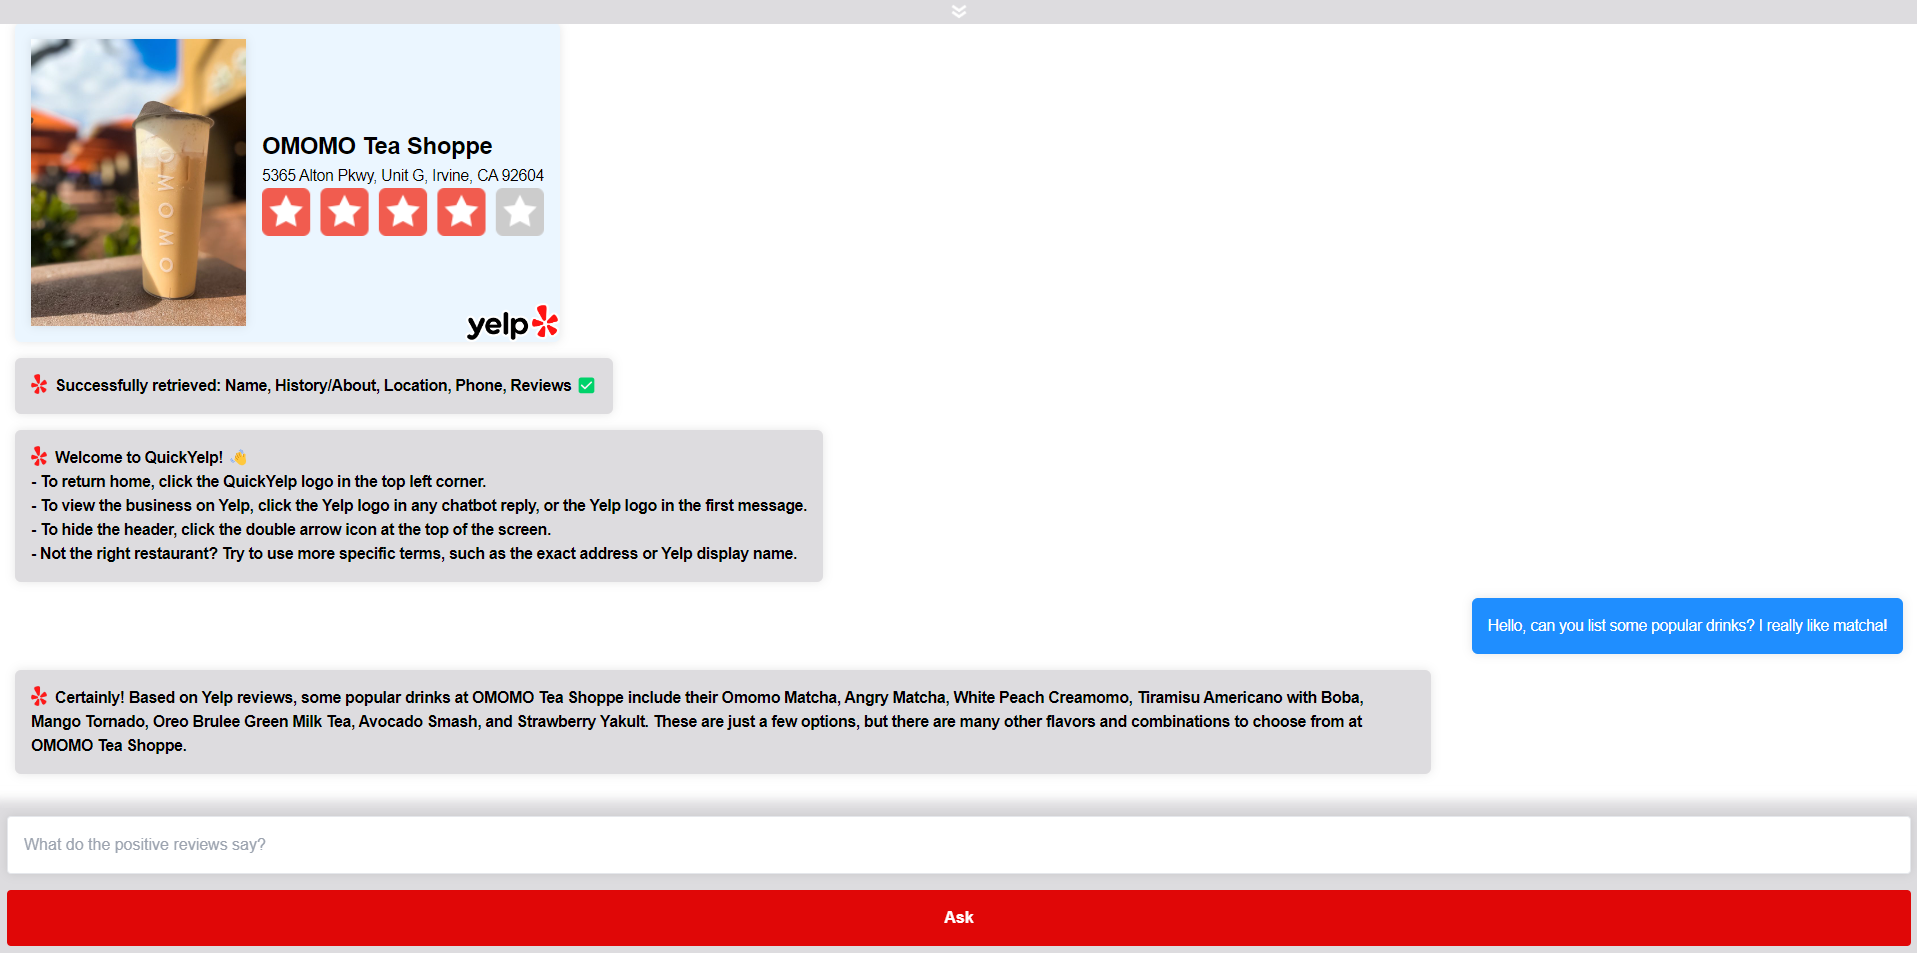 OMOMO
OMOMO Tea Shoppe
5365 Alton Pkwy, Unit G, Irvine, CA 92604
yelp
Successfully retrieved: Name, History/About, Location, Phone, Reviews ✅
Welcome to QuickYelp! 👋
- To return home, click the QuickYelp logo in the top left corner.
- To view the business on Yelp, click the Yelp logo in any chatbot reply, or the Yelp logo in the first message.
- To hide the header, click the double arrow icon at the top of the screen.
- Not the right restaurant? Try to use more specific terms, such as the exact address or Yelp display name.
Hello, can you list some popular drinks? I really like matcha!
Certainly! Based on Yelp reviews, some popular drinks at OMOMO Tea Shoppe include their Omomo Matcha, Angry Matcha, White Peach Creamomo, Tiramisu Americano with Boba,
Mango Tornado, Oreo Brulee Green Milk Tea, Avocado Smash, and Strawberry Yakult. These are just a few options, but there are many other flavors and combinations to choose from at
OMOMO Tea Shoppe.
What do the positive reviews say?
Ask